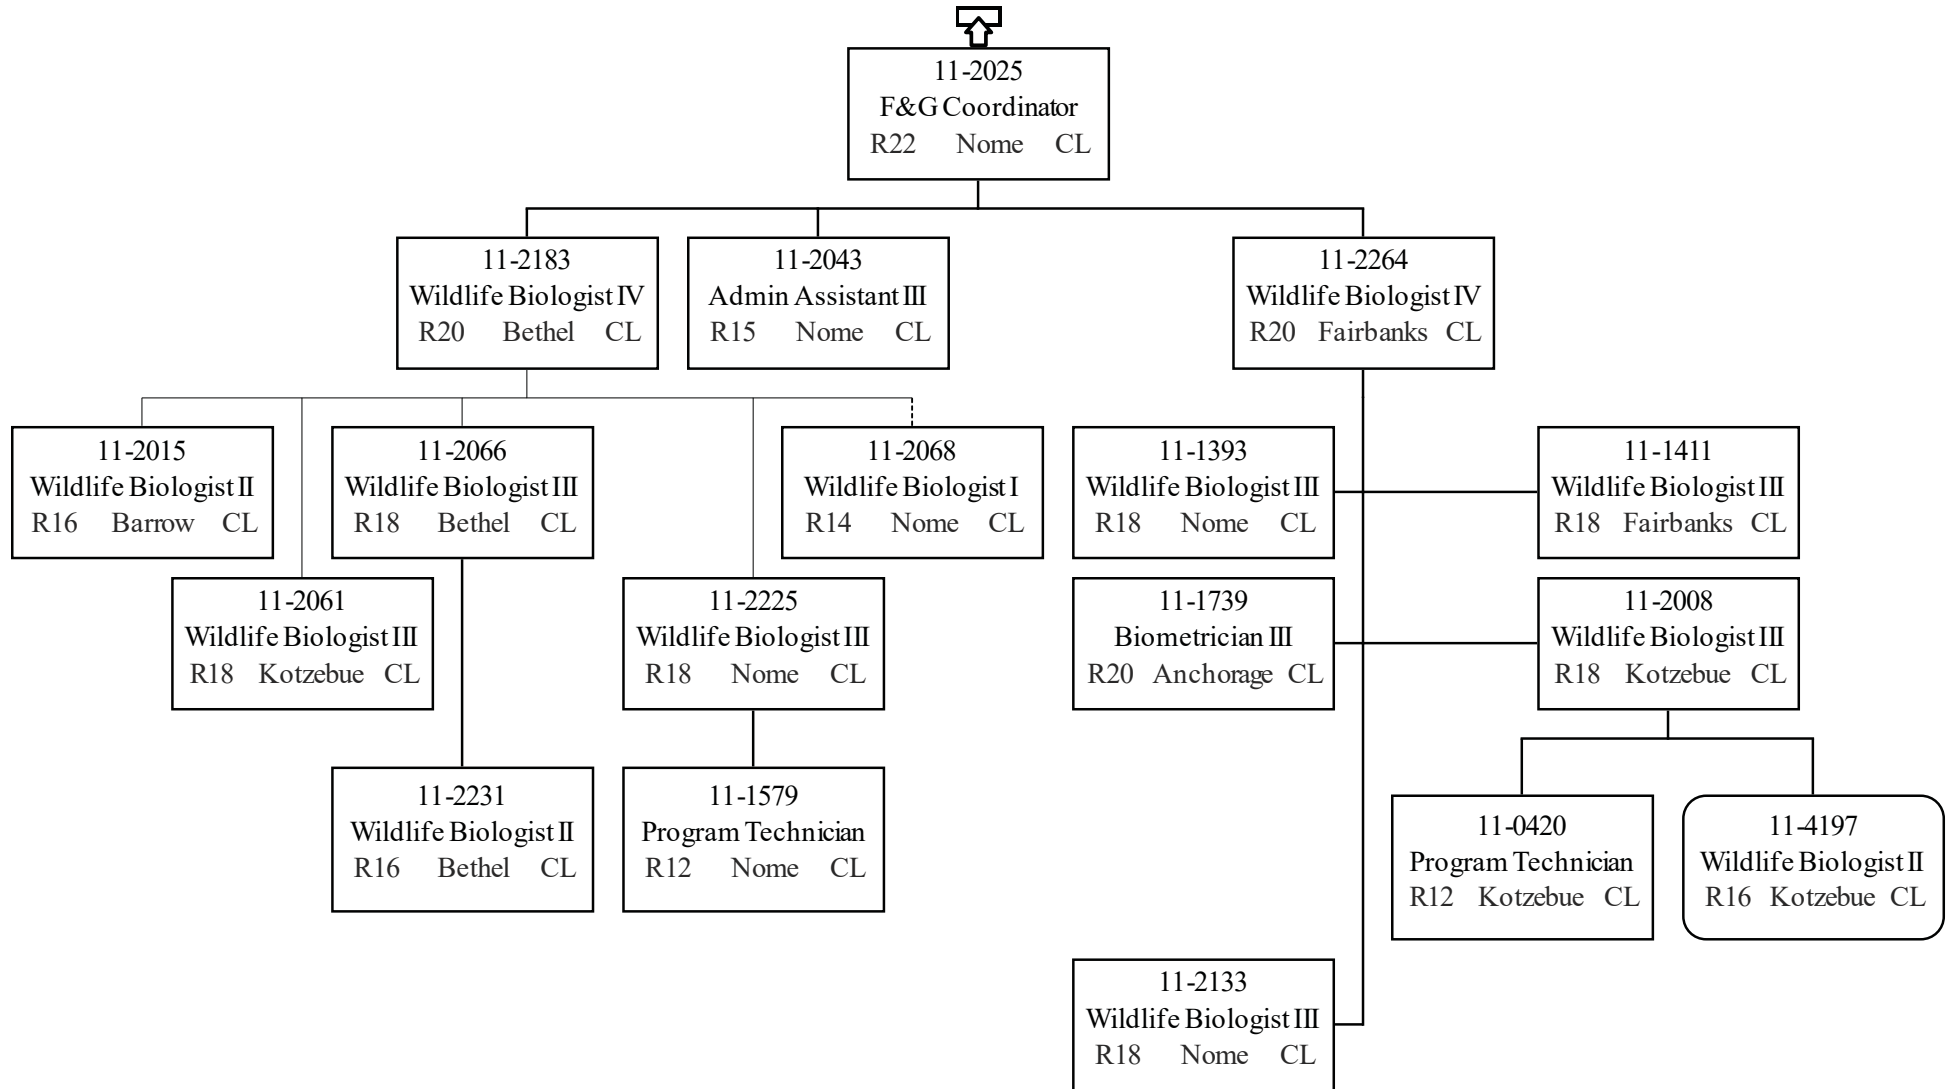 11-2025
F&G Coordinator
R22 Nome CL
11-2183
Wildlife Biologist IV
R20 Bethel CL
11-2043
Admin Assistant III
R15 Nome CL
11-2264
Wildlife Biologist IV
R20 Fairbanks CL
11-2015
Wildlife Biologist II
R16 Barrow CL
11-2066
Wildlife Biologist III
R18 Bethel CL
11-2068
Wildlife Biologist I
R14 Nome CL
11-1393
Wildlife Biologist III
R18 Nome CL
11-1411
Wildlife Biologist III
R18 Fairbanks CL
11-2061
Wildlife Biologist III
R18 Kotzebue CL
11-2225
Wildlife Biologist III
R18 Nome CL
11-1739
Biometrician III
R20 Anchorage CL
11-2008
Wildlife Biologist III
R18 Kotzebue CL
11-2231
Wildlife Biologist II
R16 Bethel CL
11-1579
Program Technician
R12 Nome CL
11-0420
Program Technician
R12 Kotzebue CL
11-4197
Wildlife Biologist II
R16 Kotzebue CL
11-2133
Wildlife Biologist III
R18 Nome CL